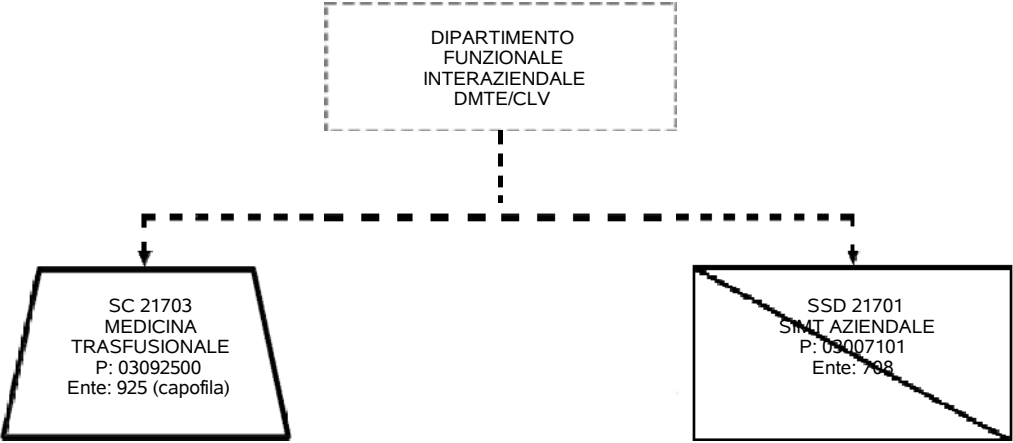 DIPARTIMENTO
FUNZIONALE
INTERAZIENDALE
DMTE/CLV
SC 21703
MEDICINA
TRASFUSIONALE
P: 03092500
Ente: 925 (capofila)
SSD 21701
SIMT AZIENDALE
P: 03007101
Ente: 708